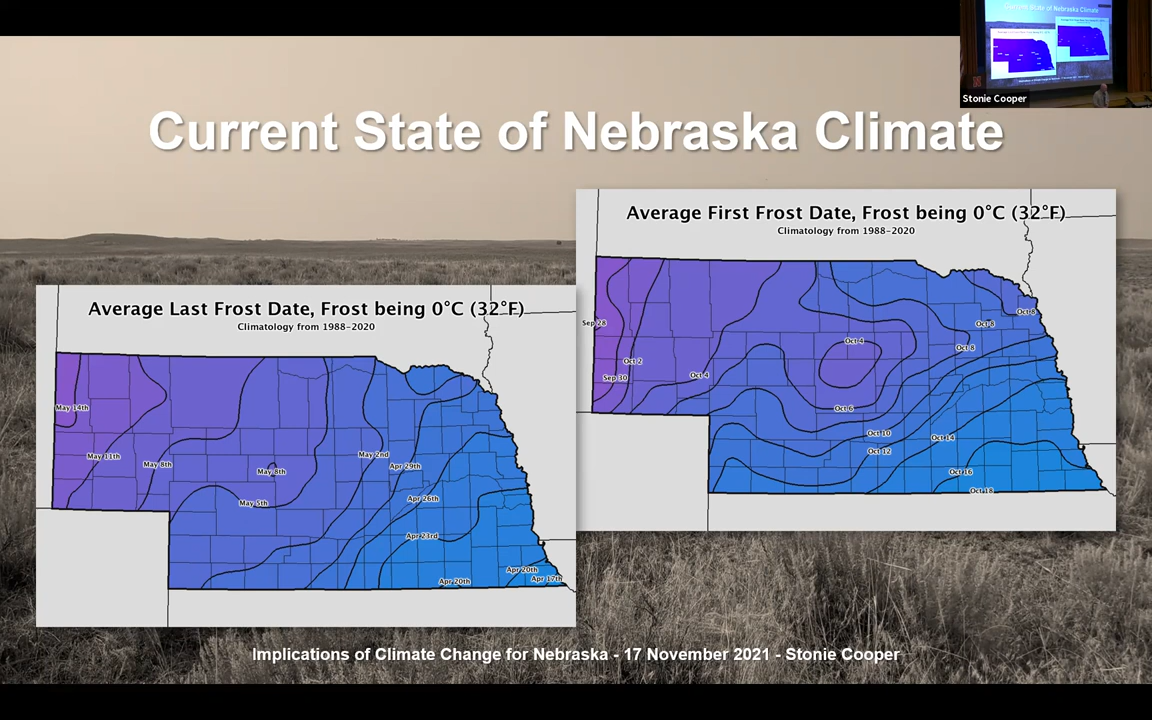 Stonie Cooper
Current State of Nebraska Climate
Average First Frost Date, Frost being 0°C (32°F)
Climatology from 1988-2020
Sep 28
Oct 2
Sep 30
Oct 4
Oct 4
Oct 6
Oct 8
Oct 8
Oct 8
Oct 10
Oct 12
Oct 14
Oct 16
Oct 18
Average Last Frost Date, Frost being 0°C (32°F)
Climatology from 1988-2020
May 14th
May 11th
May 8th
May 8th
May 5th
May 2nd
Apr 29th
Apr 26th
Apr 23rd
Apr 20th
Apr 20th
Apr 17th
Implications of Climate Change for Nebraska - 17 November 2021 - Stonie Cooper